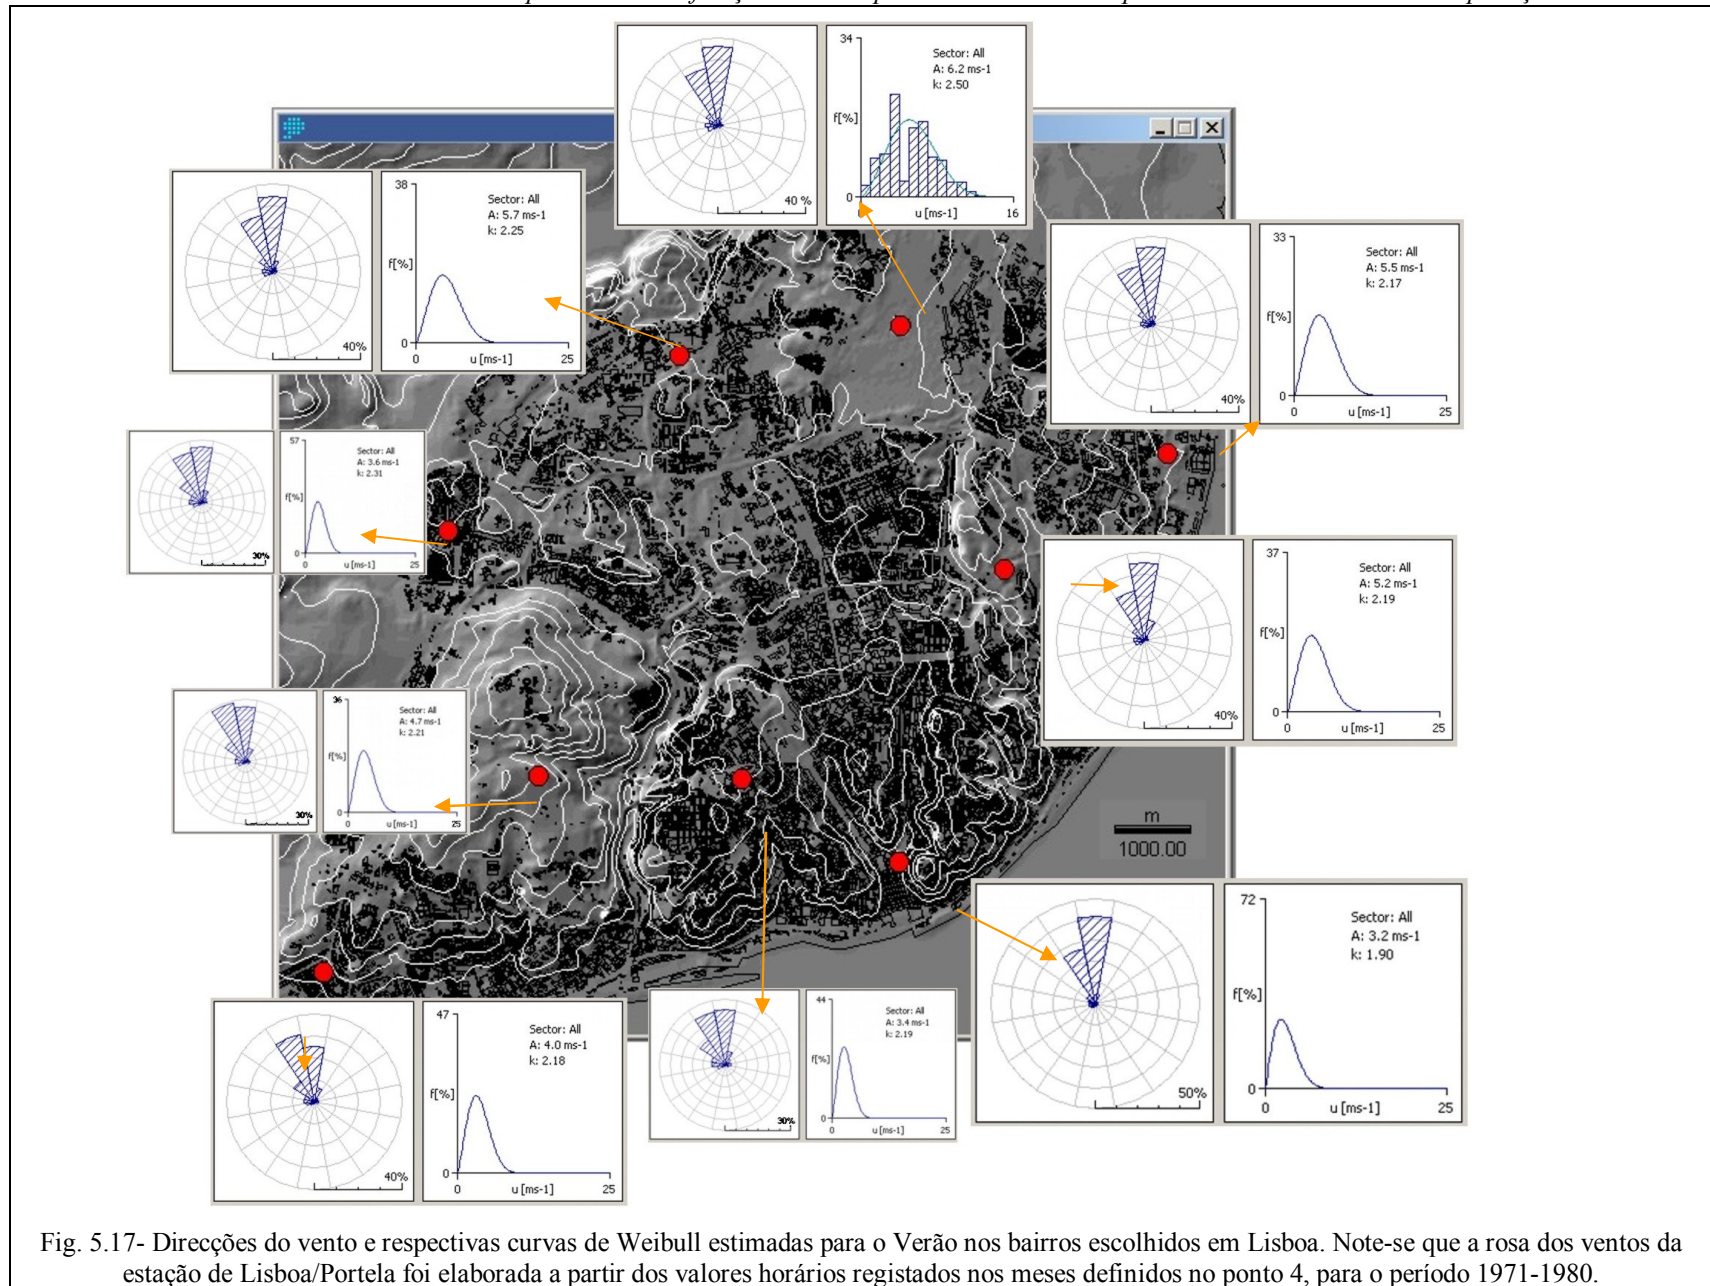 34
Sector: All
A: 6.2 ms-1
k: 2.50
f[%]
0
u [ms-1]
16
40 %
38
Sector: All
A: 5.7 ms-1
k: 2.25
f[%]
0
0
u [ms-1]
25
40%
33
Sector: All
A: 5.5 ms-1
k: 2.17
f[%]
0
0
u [ms-1]
25
40%
57
Sector: All
A: 3.6 ms-1
k: 2.31
f[%]
0
0
u [ms-1]
25
30%
37
Sector: All
A: 5.2 ms-1
k: 2.19
f[%]
0
0
u [ms-1]
25
40%
36
Sector: All
A: 4.7 ms-1
k: 2.21
f[%]
0
0
u [ms-1]
25
30%
m
1000.00
72
Sector: All
A: 3.2 ms-1
k: 1.90
f[%]
0
0
u [ms-1]
25
50%
47
Sector: All
A: 4.0 ms-1
k: 2.18
f[%]
0
0
u [ms-1]
25
40%
44
Sector: All
A: 3.4 ms-1
k: 2.19
f[%]
0
0
u [ms-1]
25
30%
Fig. 5.17- Direcções do vento e respectivas curvas de Weibull estimadas para o Verão nos bairros escolhidos em Lisboa. Note-se que a rosa dos ventos da
estação de Lisboa/Portela foi elaborada a partir dos valores horários registados nos meses definidos no ponto 4, para o período 1971-1980.